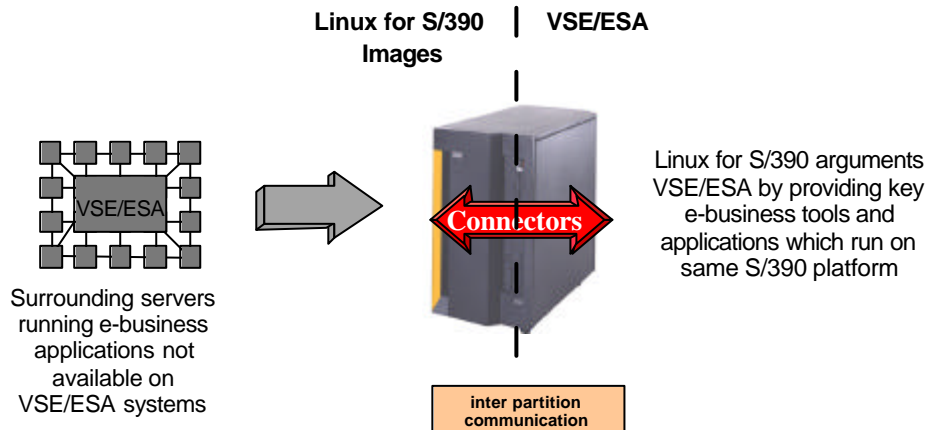 Linux for S/390
Images
VSE/ESA
VSE/ESA
Surrounding servers
running e-business
applications not
available on
VSE/ESA systems
Connectors
Linux for S/390 arguments
VSE/ESA by providing key
e-business tools and
applications which run on
same S/390 platform
inter partition
communication